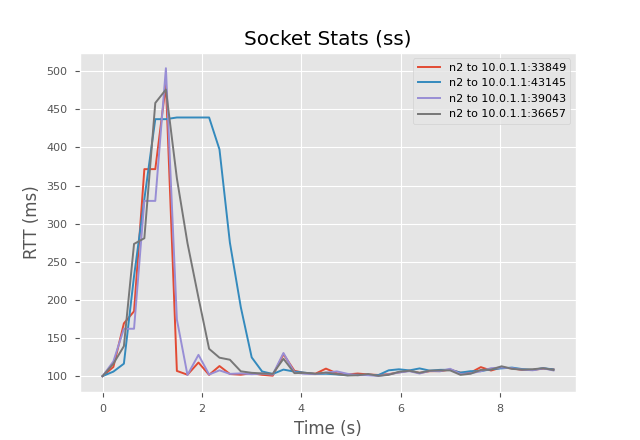 Socket Stats (ss)
n2 to 10.0.1.1:33849
n2 to 10.0.1.1:43145
n2 to 10.0.1.1:39043
n2 to 10.0.1.1:36657
500
450
400
350
300
250
200
150
100
RTT (ms)
0 2 4 6 8
Time (s)